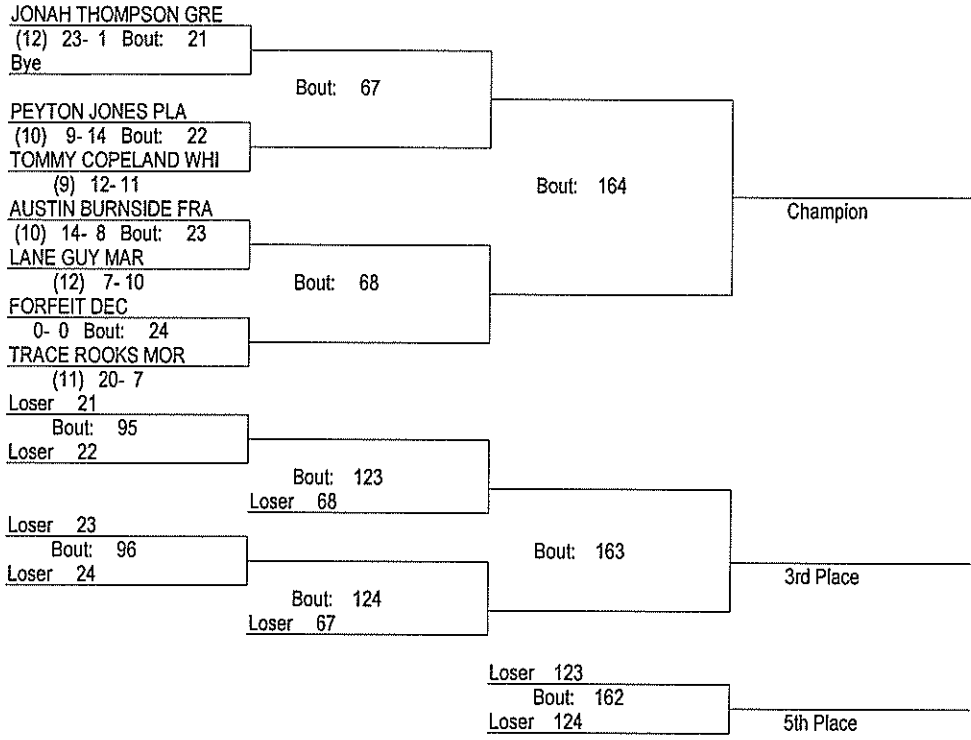 JONAH THOMPSON GRE
(12) 23- 1 Bout: 21
Bye
Bout: 67
PEYTON JONES PLA
(10) 9- 14 Bout: 22
TOMMY COPELAND WHI
(9) 12- 11
Bout: 164
Champion
AUSTIN BURNSIDE FRA
(10) 14- 8 Bout: 23
LANE GUY MAR
(12) 7- 10
Bout: 68
FORFEIT DEC
0- 0 Bout: 24
TRACE ROOKS MOR
(11) 20- 7
Loser 21
Bout: 95
Loser 22
Bout: 123
Loser 68
Loser 23
Bout: 96
Loser 24
Bout: 163
3rd Place
Bout: 124
Loser 67
Loser 123
Bout: 162
Loser 124
5th Place